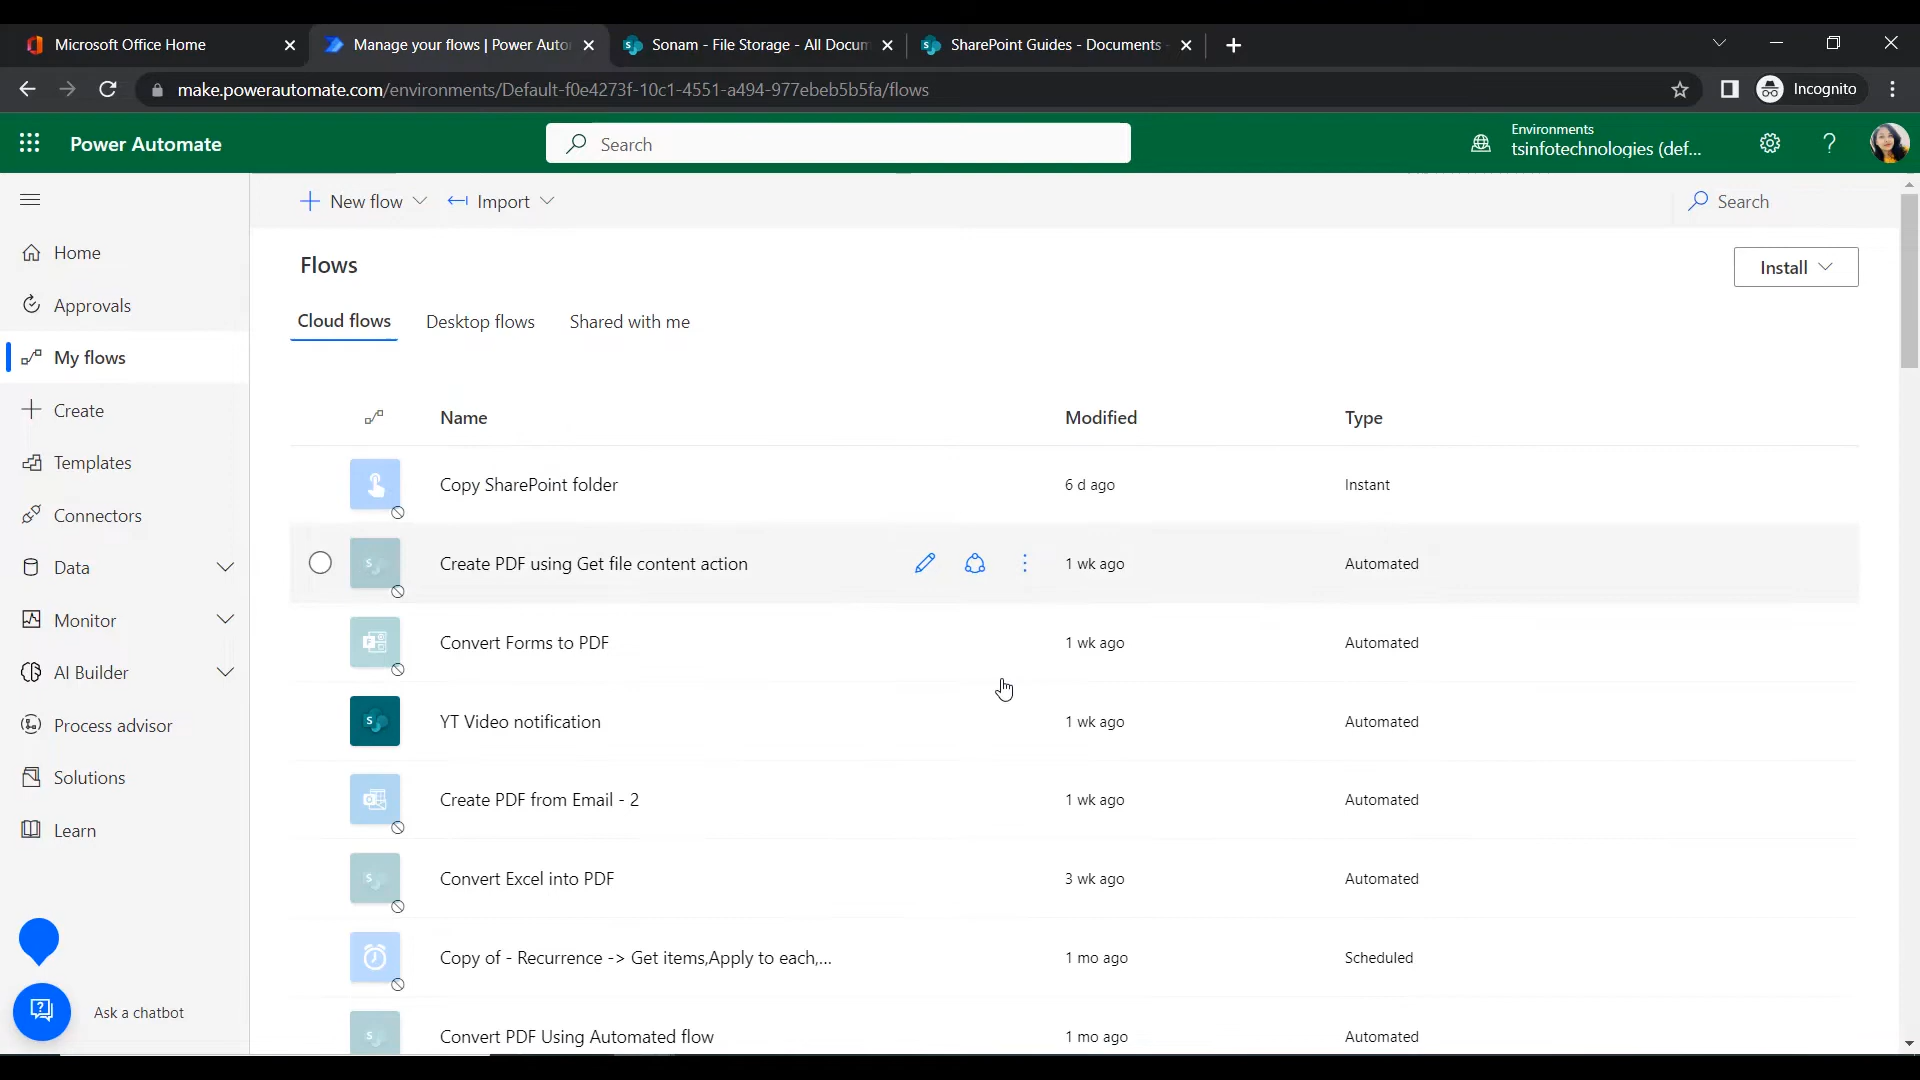 Microsoft Office Home
Manage your flows | Power Auto
Sonam - File Storage - All Docum
SharePoint Guides - Documents -
make.powerautomate.com/environments/Default-f0e4273f-10c1-4551-a494-977ebeb5b5fa/flows
Incognito
Power Automate
Search
Environments
tsinfotechnologies (def...
New flow
Import
Search
Home
Approvals
My flows
Create
Templates
Connectors
Data
Monitor
AI Builder
Process advisor
Solutions
Learn
Ask a chatbot
Flows
Install
Cloud flows
Desktop flows
Shared with me
Name Modified Type
Copy SharePoint folder 6 d ago Instant
Create PDF using Get file content action 1 wk ago Automated
Convert Forms to PDF 1 wk ago Automated
YT Video notification 1 wk ago Automated
Create PDF from Email - 2 1 wk ago Automated
Convert Excel into PDF 3 wk ago Automated
Copy of - Recurrence -> Get items,Apply to each,... 1 mo ago Scheduled
Convert PDF Using Automated flow 1 mo ago Automated